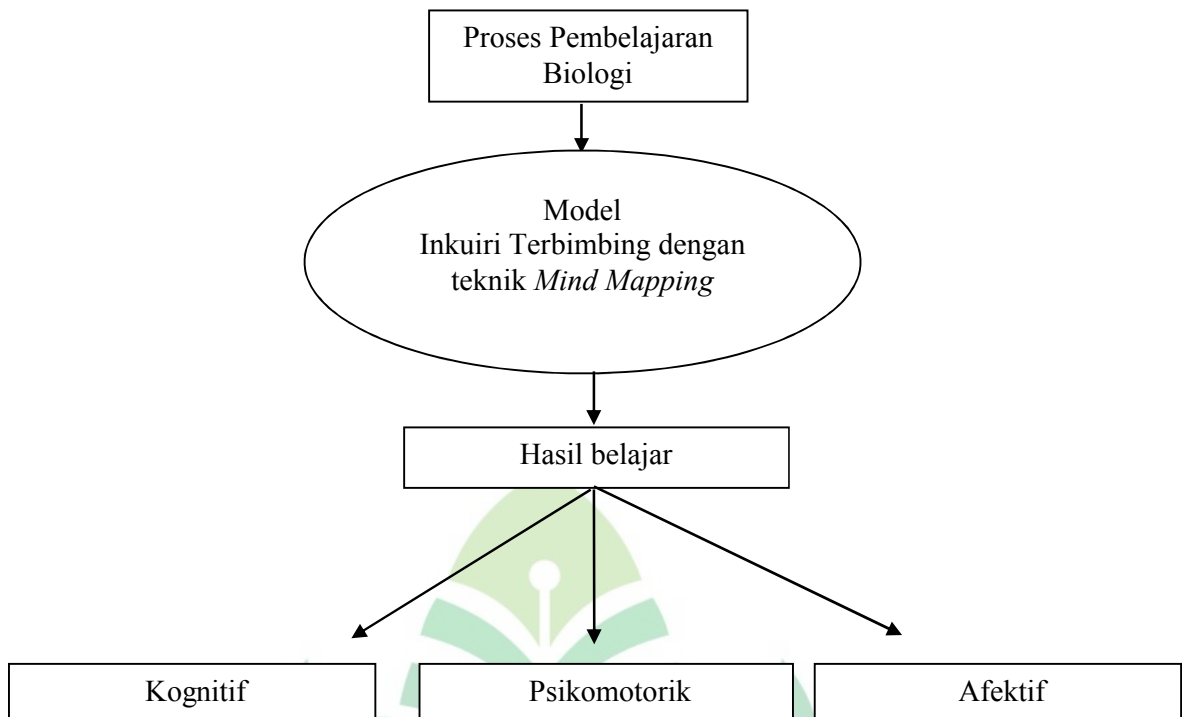 Proses Pembelajaran
Biologi
Model
Inkuiri Terbimbing dengan
teknik Mind Mapping
Hasil belajar
Kognitif
Psikomotorik
Afektif